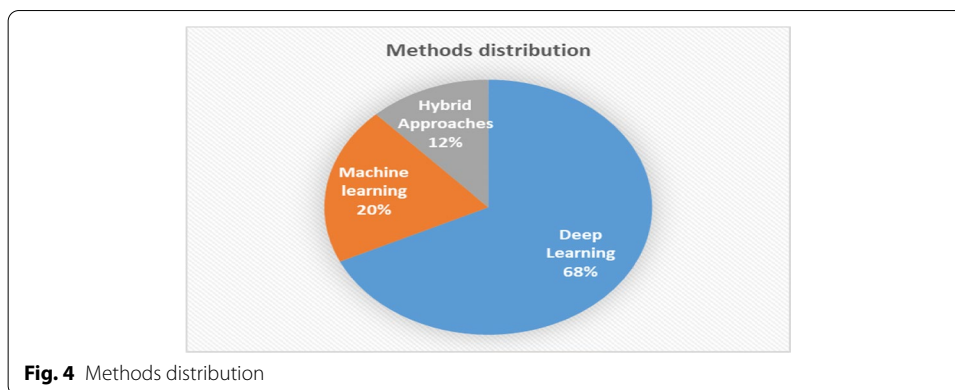 Methods distribution
Hybrid
Approaches
12%
Machine
learning
20%
Deep
Learning
68%
Fig. 4 Methods distribution